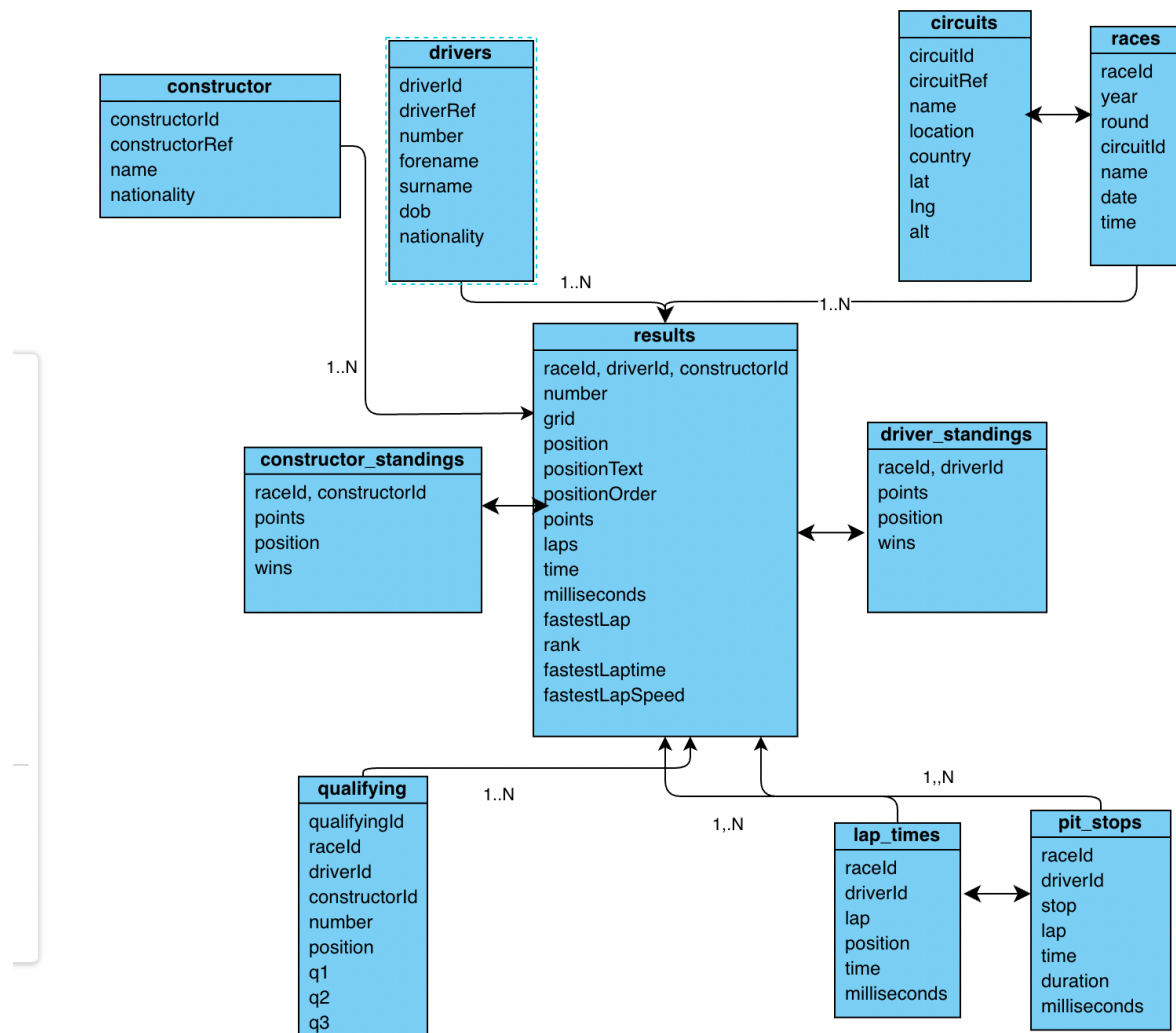 constructor
constructorId
constructorRef
name
nationality
drivers
driverId
driverRef
number
forename
surname
dob
nationality
circuits
circuitId
circuitRef
name
location
country
lat
lng
alt
races
raceId
year
round
circuitId
name
date
time
1..N
1..N
1..N
results
raceId, driverId, constructorId
number
grid
position
positionText
positionOrder
points
laps
time
milliseconds
fastestLap
rank
fastestLaptime
fastestLapSpeed
constructor_standings
raceId, constructorId
points
position
wins
driver_standings
raceId, driverId
points
position
wins
1..N
1,.N
1,,N
qualifying
qualifyingId
raceId
driverId
constructorId
number
position
q1
q2
q3
lap_times
raceId
driverId
lap
position
time
milliseconds
pit_stops
raceId
driverId
stop
lap
time
duration
milliseconds